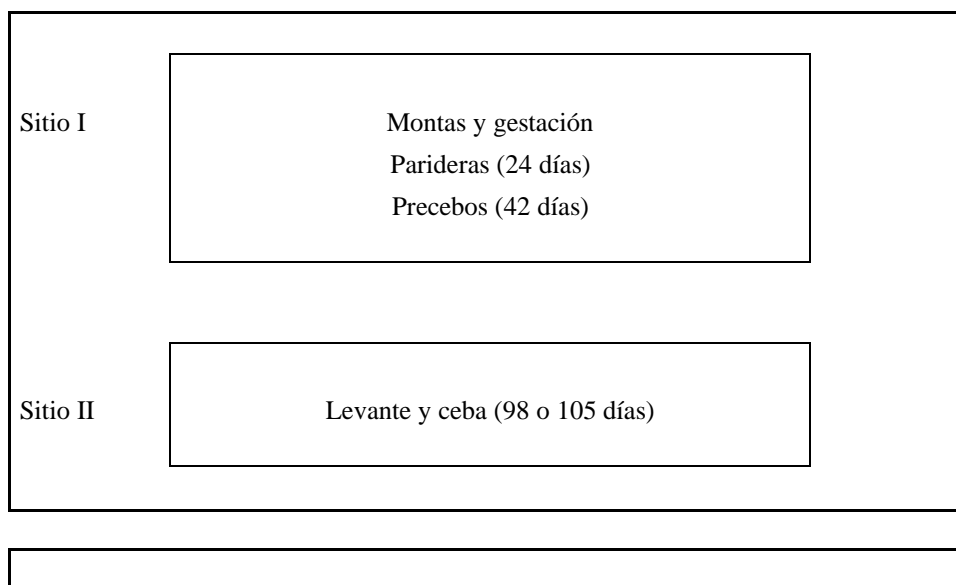 Sitio I
Montas y gestación
Parideras (24 días)
Precebos (42 días)
Sitio II
Levante y ceba (98 o 105 días)